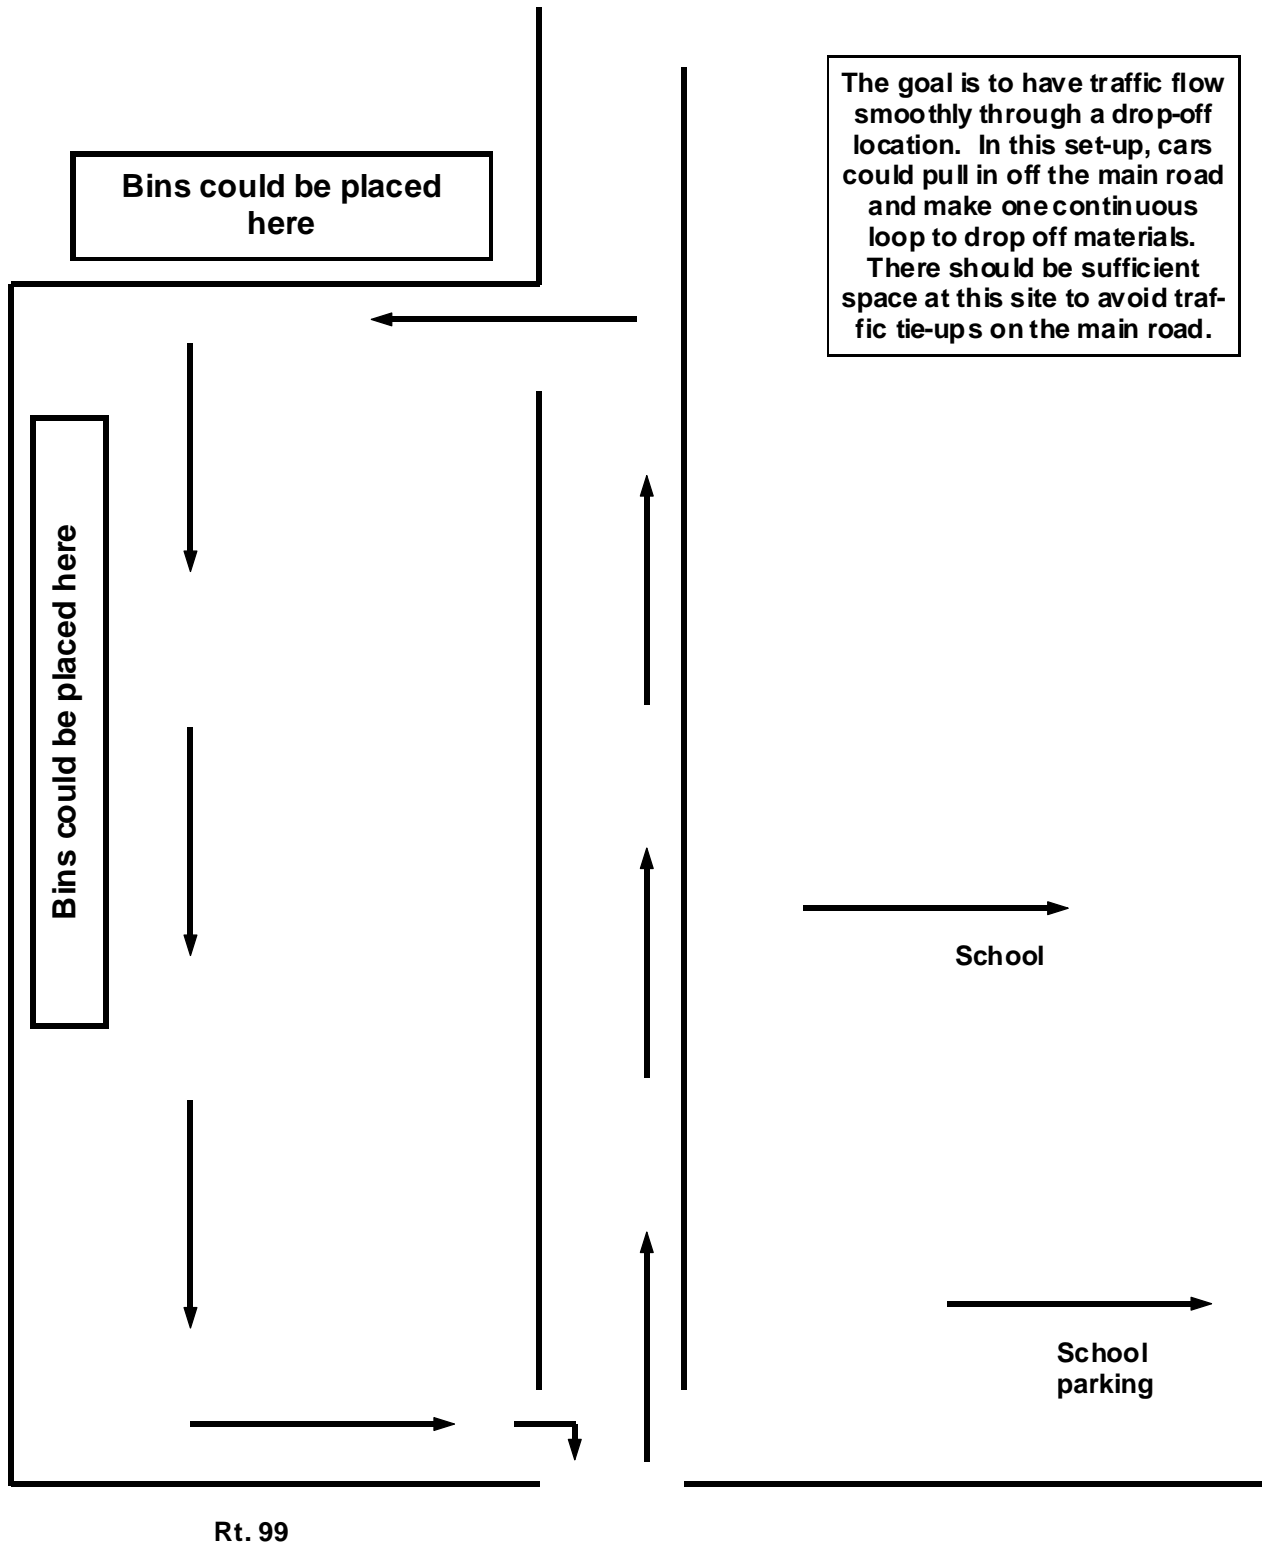 The goal is to have traffic flow
smoothly through a drop-off
location. In this set-up, cars
could pull in off the main road
and make one continuous
loop to drop off materials.
There should be sufficient
space at this site to avoid traf-
fic tie-ups on the main road.
Bins could be placed
here
Bins could be placed here
School
School
parking
Rt. 99